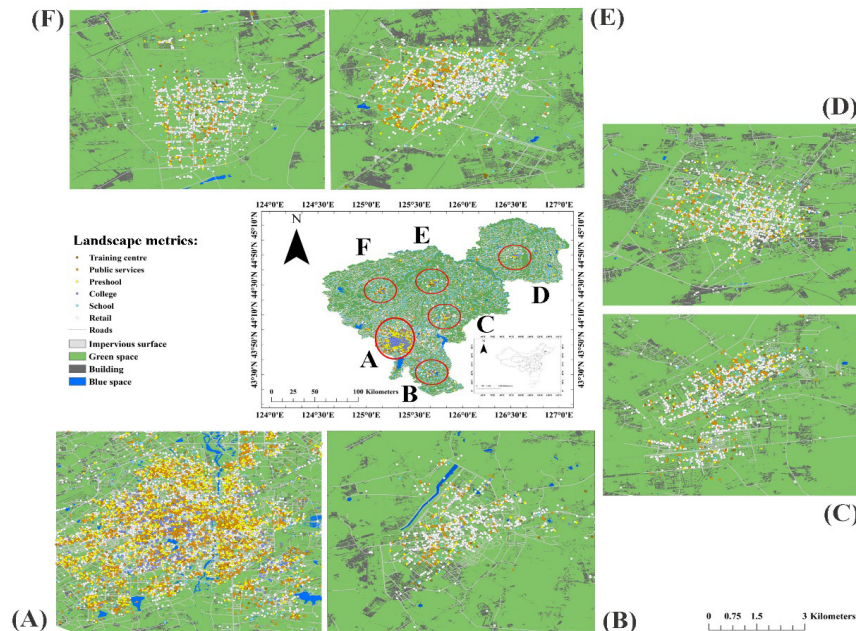 (F)
(E)
(D)
124°0'E 124°30'E 125°0'E 125°30'E 126°0'E 126°30'E 127°0'E
N
F
E
D
C
A
B
Landscape metrics:
Training centre
Public services
Preshool
College
School
Retail
Roads
Impervious surface
Green space
Building
Blue space
0 25 50 100 Kilometers
124°0'E 124°30'E 125°0'E 125°30'E 126°0'E 126°30'E 127°0'E
(C)
(A)
(B)
0 0.75 1.5 3 Kilometers